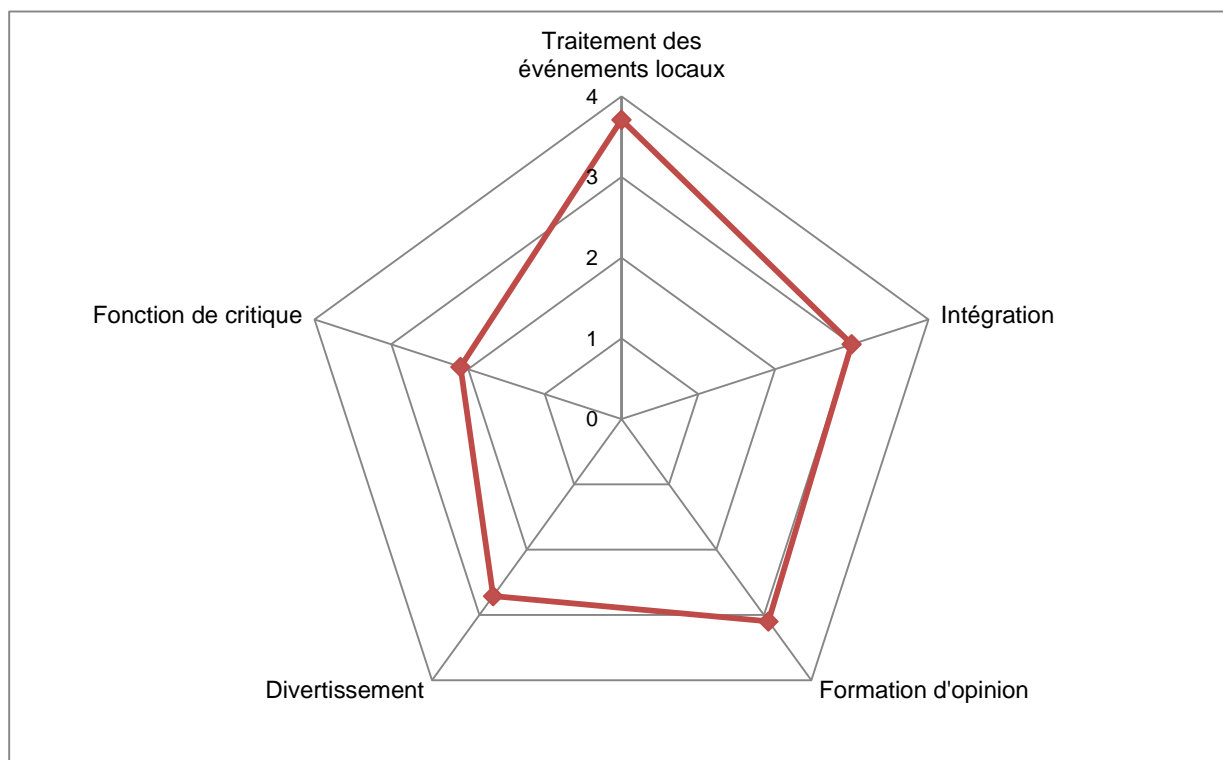 Traitement des
événements locaux
4
3
2
1
0
Fonction de critique
Intégration
Divertissement
Formation d'opinion